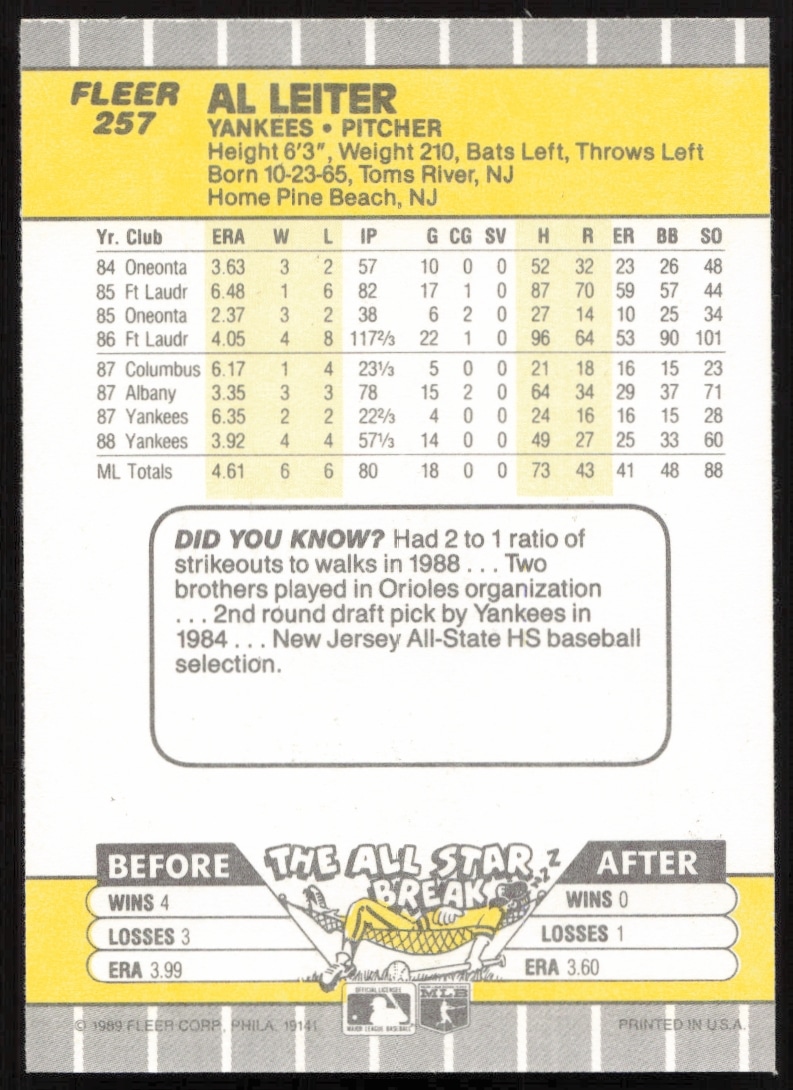 FLEER
257
AL LEITER
YANKEES • PITCHER
Height 6'3", Weight 210, Bats Left, Throws Left
Born 10-23-65, Toms River, NJ
Home Pine Beach, NJ
Yr. Club ERA W L IP G CG SV H R ER BB SO
84 Oneonta 3.63 3 2 57 10 0 0 52 32 23 26 48
85 Ft Laudr 6.48 1 6 82 17 1 0 87 70 59 57 44
85 Oneonta 2.37 3 2 38 6 2 0 27 14 10 25 34
86 Ft Laudr 4.05 4 8 117⅔ 22 1 0 96 64 53 90 101
87 Columbus 6.17 1 4 23⅓ 5 0 0 21 18 16 15 23
87 Albany 3.35 3 3 78 15 2 0 64 34 29 37 71
87 Yankees 6.35 2 2 22⅔ 4 0 0 24 16 16 15 28
88 Yankees 3.92 4 4 57⅓ 14 0 0 49 27 25 33 60
ML Totals 4.61 6 6 80 18 0 0 73 43 41 48 88
DID YOU KNOW? Had 2 to 1 ratio of
strikeouts to walks in 1988 . . . Two
brothers played in Orioles organization
. . . 2nd round draft pick by Yankees in
1984 . . . New Jersey All-State HS baseball
selection.
THE ALL STAR
BREAK
Z-Z-Z
BEFORE
WINS 4
LOSSES 3
ERA 3.99
AFTER
WINS 0
LOSSES 1
ERA 3.60
OFFICIAL LICENSEE
MAJOR LEAGUE BASEBALL
MLB
© 1989 FLEER CORP., PHILA. 19141
PRINTED IN U.S.A.